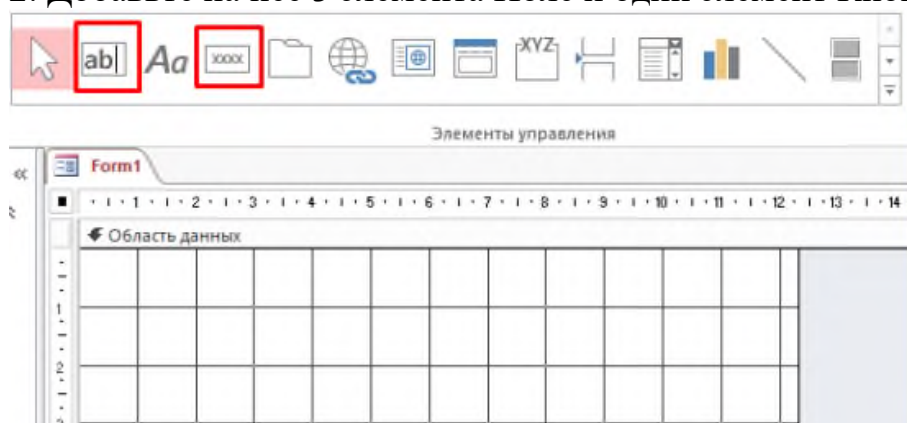 ab Aa xxxx XYZ
Элементы управления
Form1
1 2 3 4 5 6 7 8 9 10 11 12 13 14
Область данных
1
2